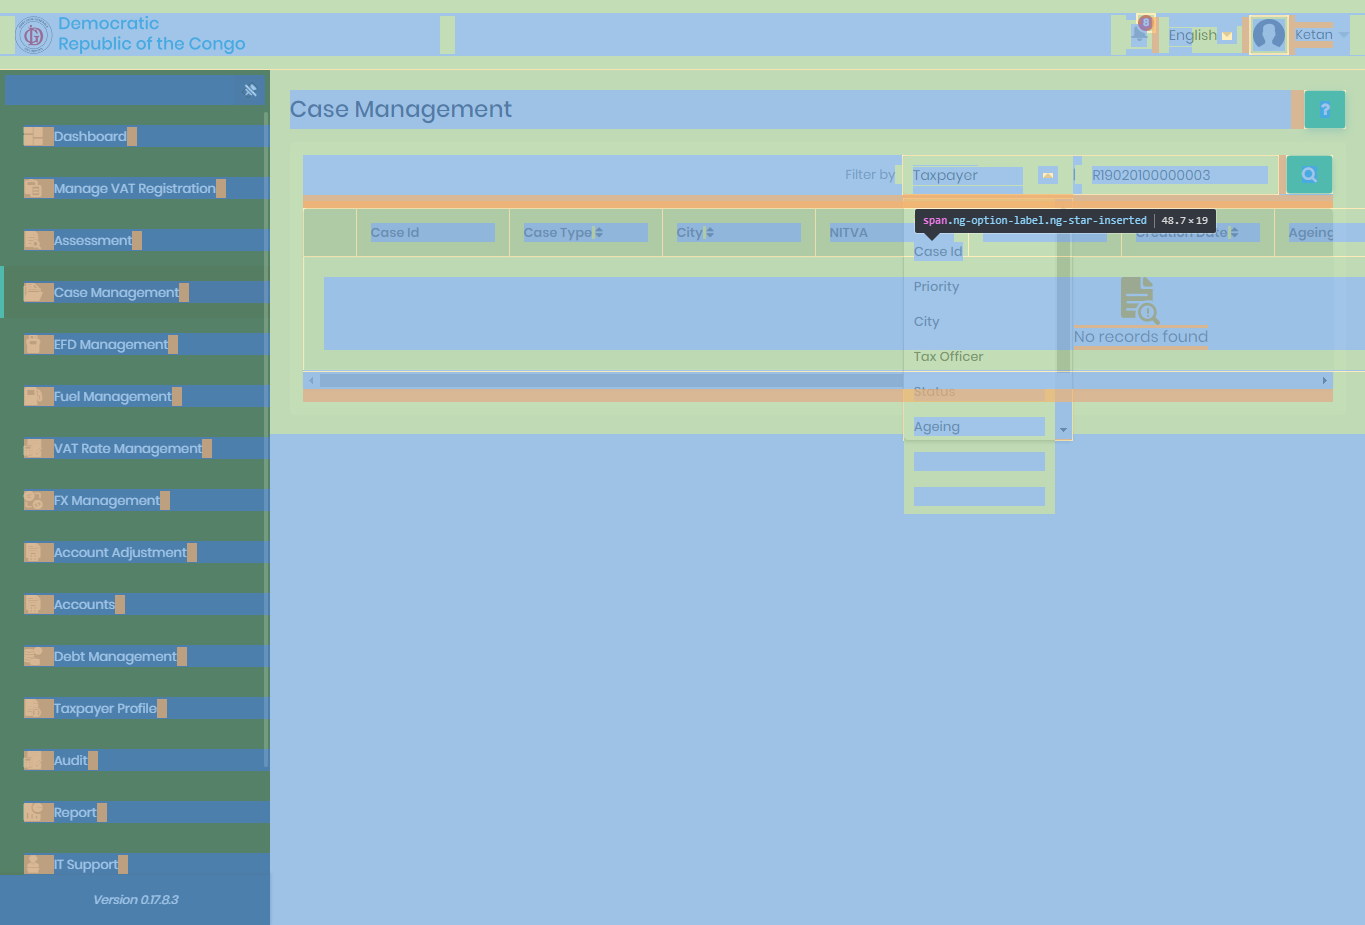 Democratic
Republic of the Congo
8
English
Ketan
Dashboard
Manage VAT Registration
Assessment
Case Management
EFD Management
Fuel Management
VAT Rate Management
FX Management
Account Adjustment
Accounts
Debt Management
Taxpayer Profile
Audit
Report
IT Support
Version 0.17.8.3
Case Management
?
Filter by
Taxpayer
R19020100000003
span.ng-option-label.ng-star-inserted | 48.7 × 19
Case Id
Case Type
City
NITVA
Creation Date
Ageing
Case Id
Priority
City
Tax Officer
Status
Ageing
No records found